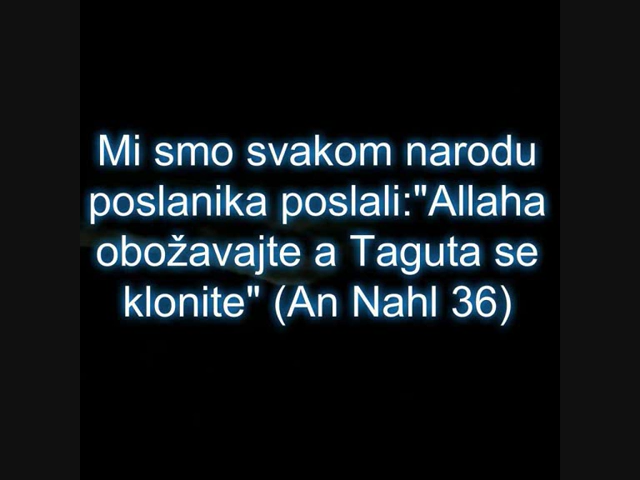 Mi smo svakom narodu
poslanika poslali:"Allaha
obožavajte a Taguta se
klonite" (An Nahl 36)